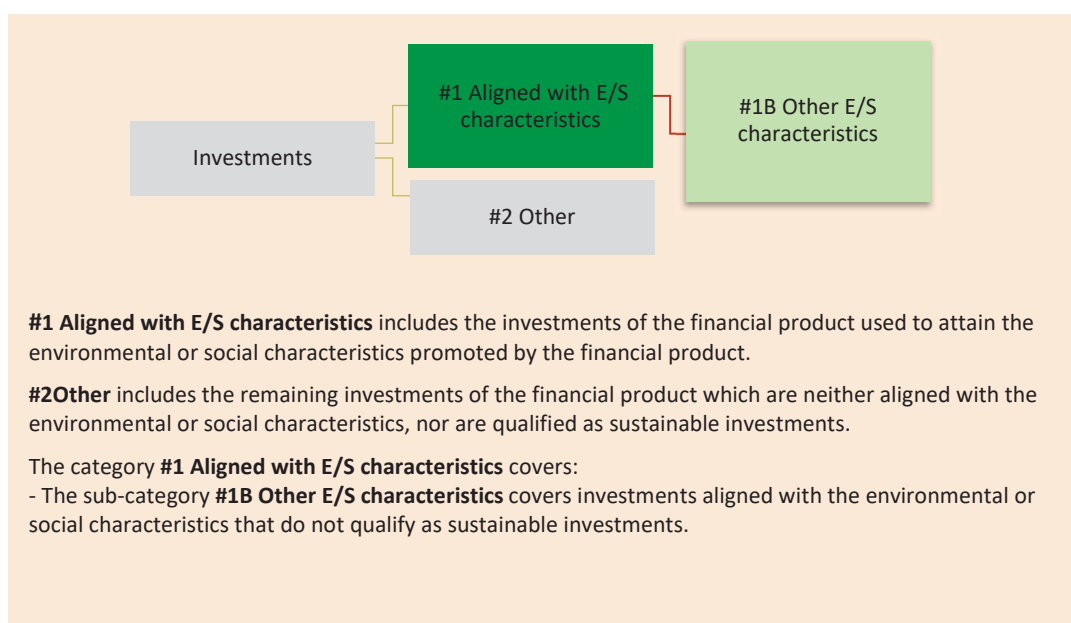 #1 Aligned with E/S
characteristics
#1B Other E/S
characteristics
Investments
#2 Other
#1 Aligned with E/S characteristics includes the investments of the financial product used to attain the
environmental or social characteristics promoted by the financial product.
#2Other includes the remaining investments of the financial product which are neither aligned with the
environmental or social characteristics, nor are qualified as sustainable investments.
The category #1 Aligned with E/S characteristics covers:
- The sub-category #1B Other E/S characteristics covers investments aligned with the environmental or
social characteristics that do not qualify as sustainable investments.